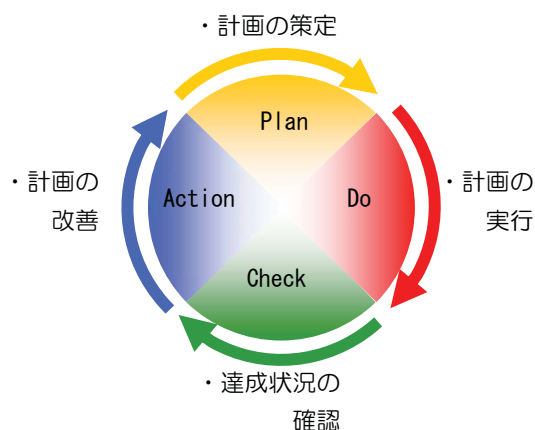 ・計画の策定
Plan
・計画の
実行
Do
Check
・達成状況の
確認
Action
・計画の
改善